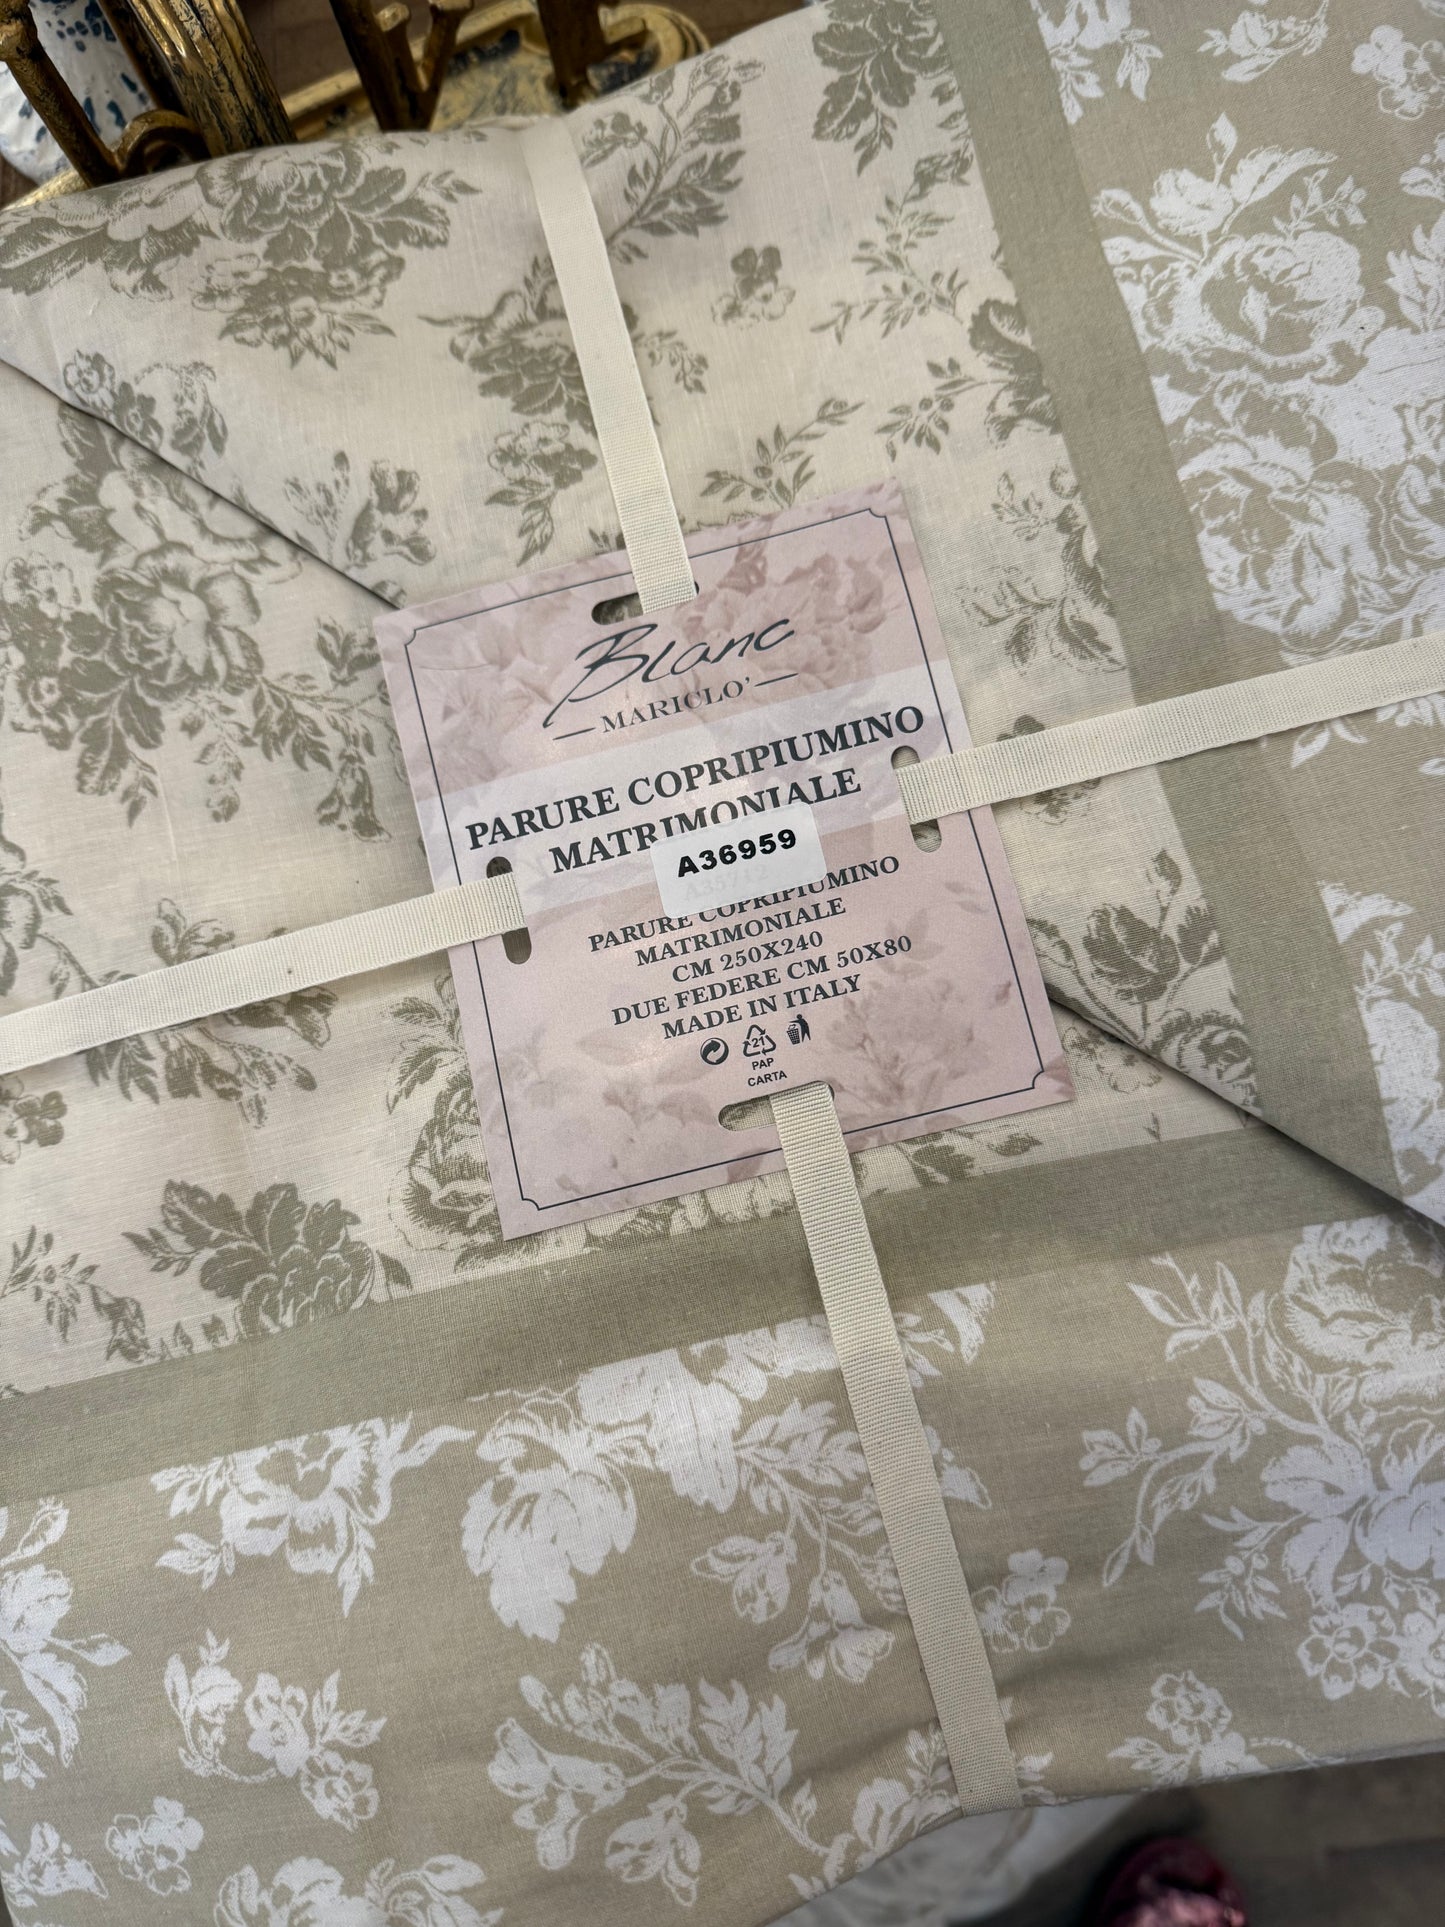 Blanc
MARICLO'
PARURE COPRIPIUMINO
MATRIMONIALE
A36959
A35712
PARURE COPRIPIUMINO
MATRIMONIALE
CM 250X240
DUE FEDERE CM 50X80
MADE IN ITALY
21
PAP
CARTA